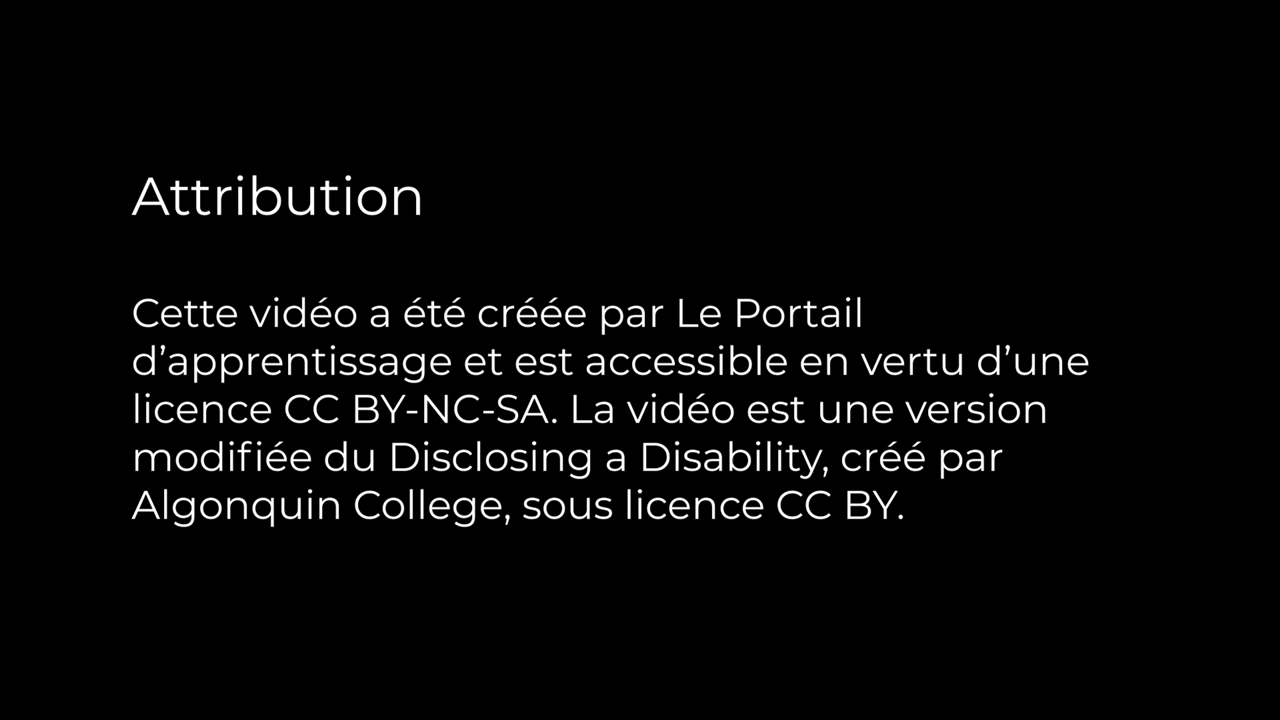 Attribution
Cette vidéo a été créée par Le Portail
d’apprentissage et est accessible en vertu d’une
licence CC BY-NC-SA. La vidéo est une version
modifiée du Disclosing a Disability, créé par
Algonquin College, sous licence CC BY.